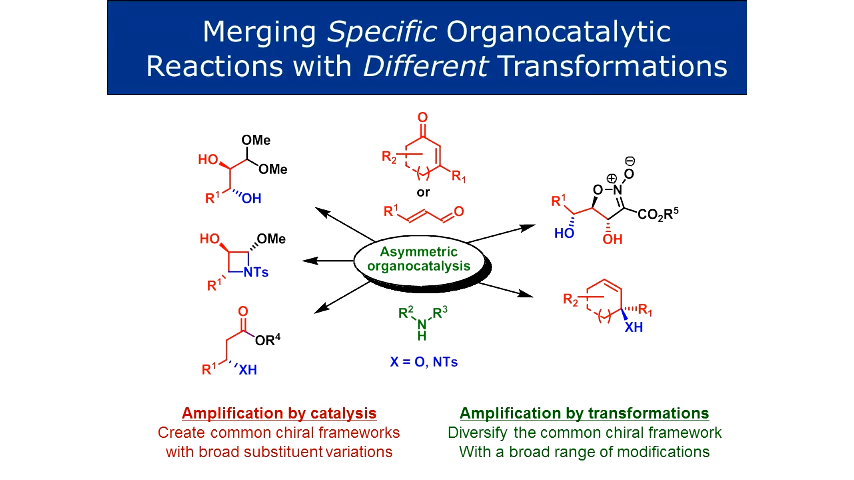 Merging Specific Organocatalytic
Reactions with Different Transformations
OMe
HO
OMe
R¹
OH
O
R₂
R₁
or
R¹
O
O⊖
⊕
O
N
R¹
CO₂R⁵
HO
OH
HO
OMe
NTs
R¹
Asymmetric
organocatalysis
R₂
R₁
XH
O
OR⁴
R¹
XH
R²
R³
N
H
X = O, NTs
Amplification by catalysis
Create common chiral frameworks
with broad substituent variations
Amplification by transformations
Diversify the common chiral framework
With a broad range of modifications